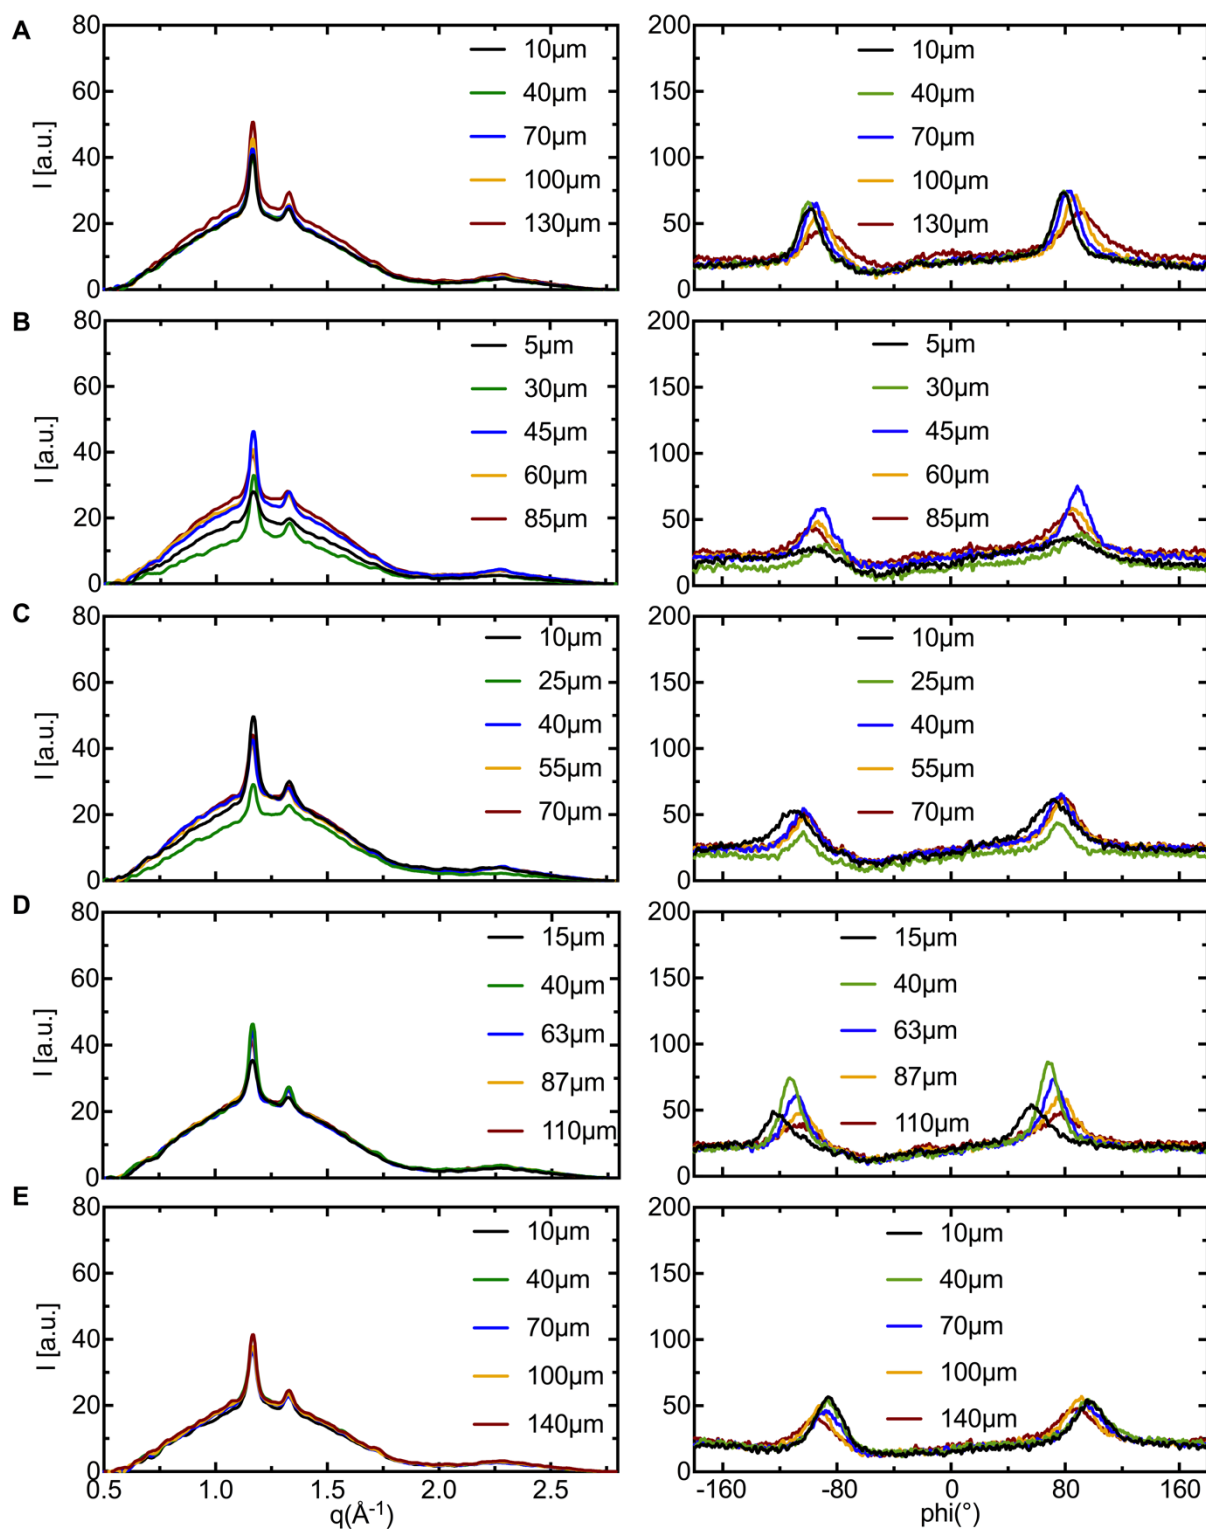 A
80
60
40
20
0
I [a.u.]
10µm
40µm
70µm
100µm
130µm
200
150
100
50
0
10µm
40µm
70µm
100µm
130µm
B
80
60
40
20
0
I [a.u.]
5µm
30µm
45µm
60µm
85µm
200
150
100
50
0
5µm
30µm
45µm
60µm
85µm
C
80
60
40
20
0
I [a.u.]
10µm
25µm
40µm
55µm
70µm
200
150
100
50
0
10µm
25µm
40µm
55µm
70µm
D
80
60
40
20
0
I [a.u.]
15µm
40µm
63µm
87µm
110µm
200
150
100
50
0
15µm
40µm
63µm
87µm
110µm
E
80
60
40
20
0
I [a.u.]
10µm
40µm
70µm
100µm
140µm
0.5 1.0 1.5 2.0 2.5
q(Å-1)
200
150
100
50
0
10µm
40µm
70µm
100µm
140µm
-160 -80 0 80 160
phi(°)